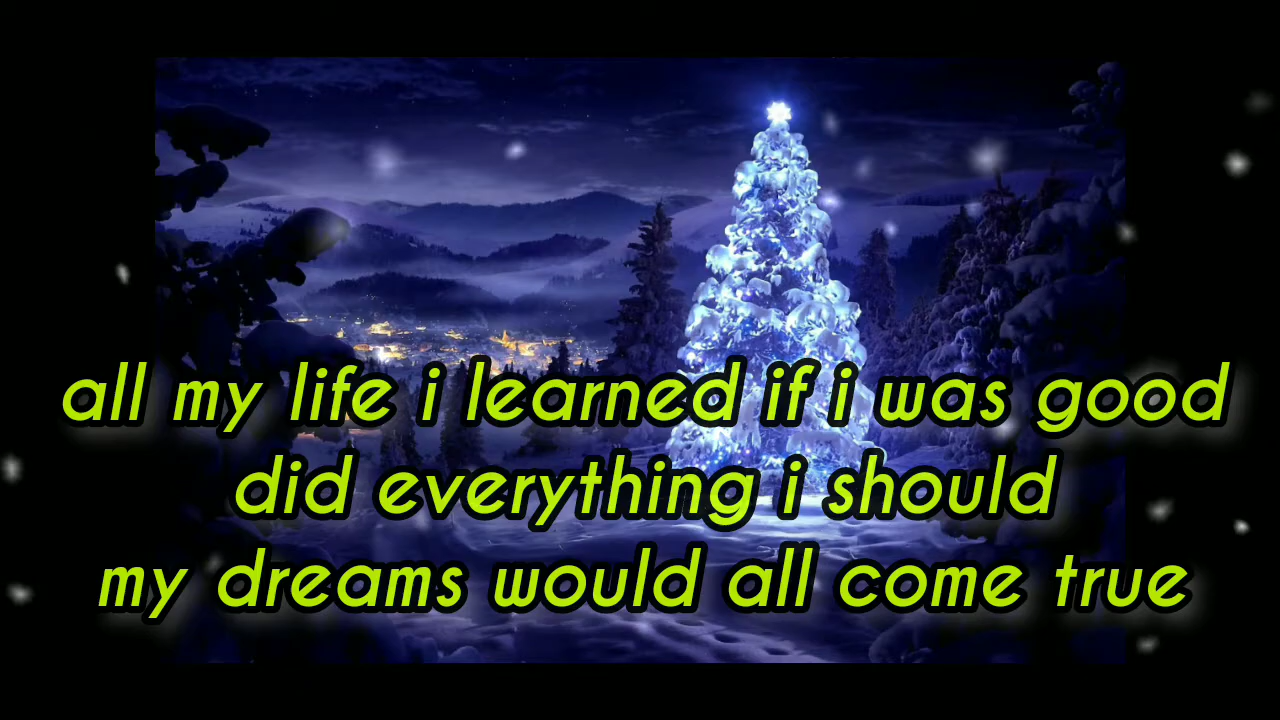 all my life i learned if i was good
did everything i should
my dreams would all come true